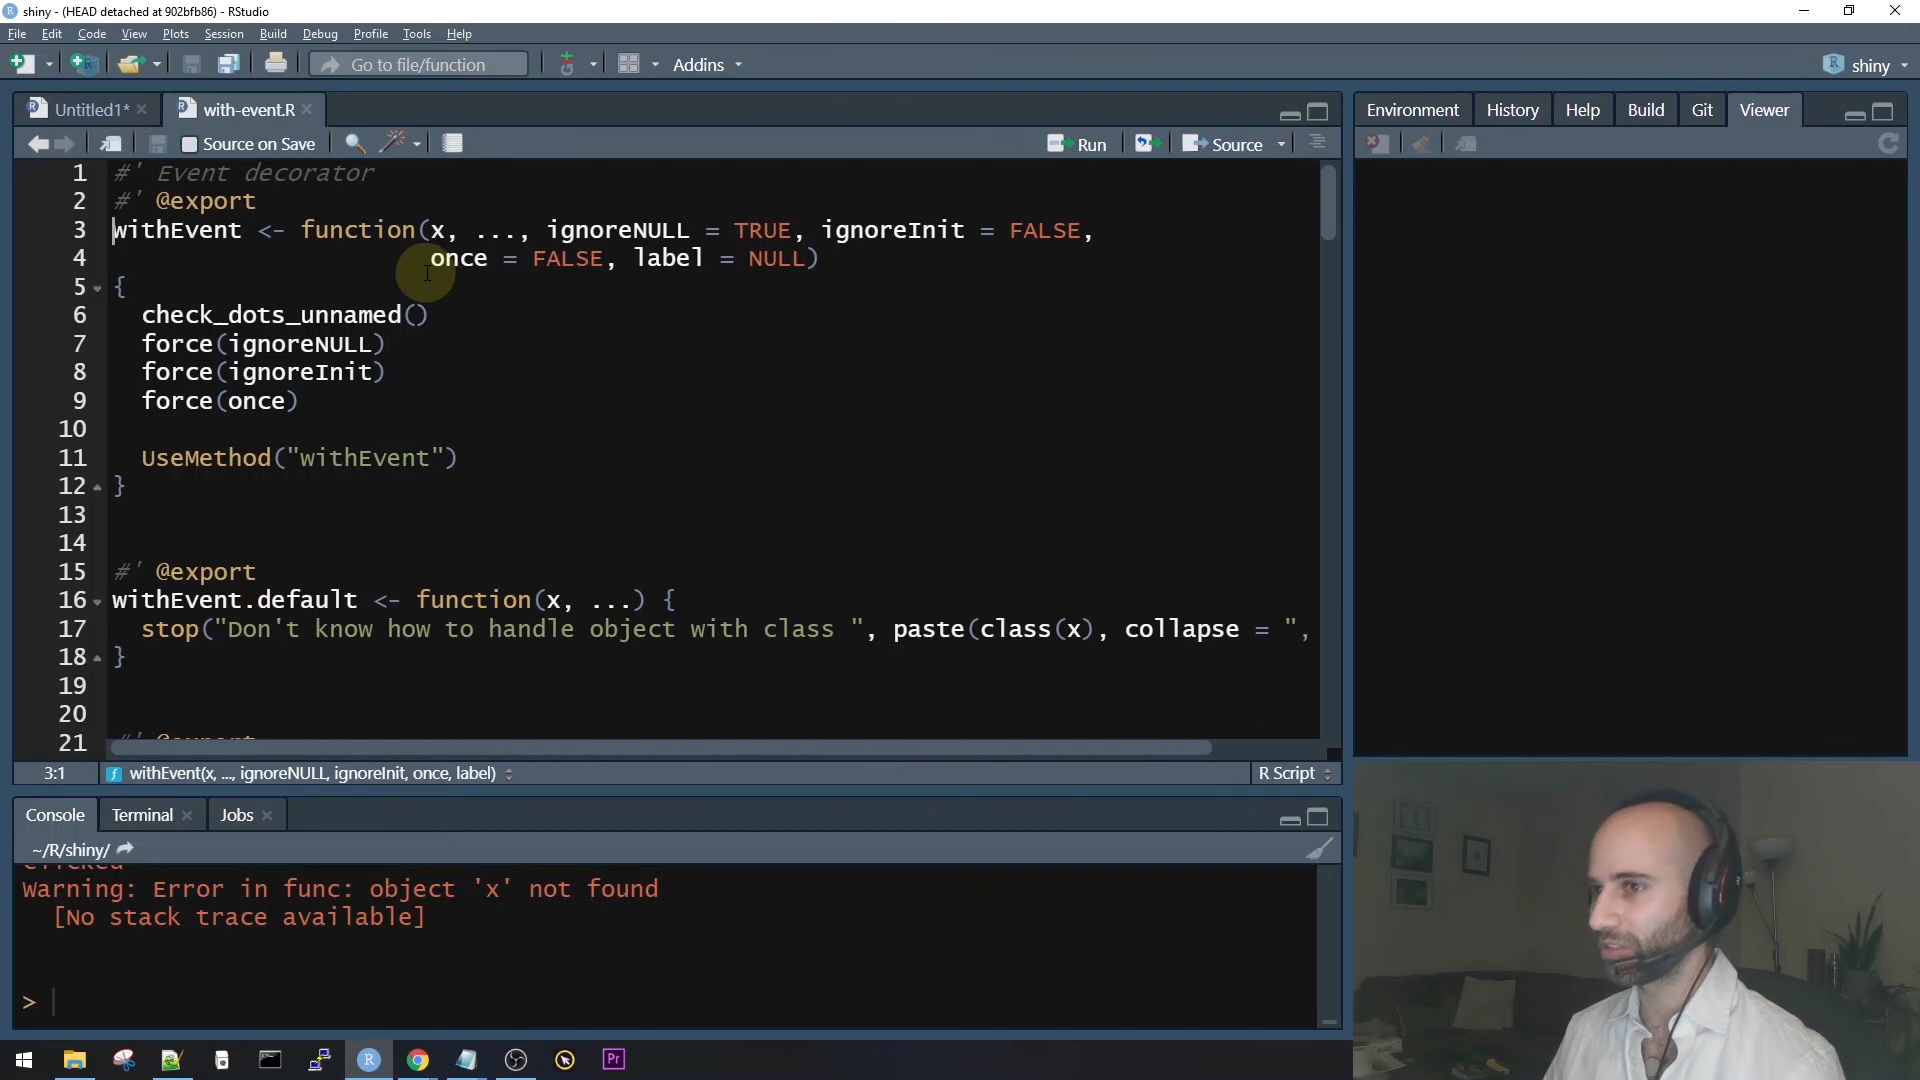 shiny - (HEAD detached at 902bfb86) - RStudio
File Edit Code View Plots Session Build Debug Profile Tools Help
Go to file/function Addins shiny
Untitled1* with-event.R
Source on Save Run Source
1 #' Event decorator
2 #' @export
3 withEvent <- function(x, ..., ignoreNULL = TRUE, ignoreInit = FALSE,
4 once = FALSE, label = NULL)
5 {
6 check_dots_unnamed()
7 force(ignoreNULL)
8 force(ignoreInit)
9 force(once)
10
11 UseMethod("withEvent")
12 }
13
14
15 #' @export
16 withEvent.default <- function(x, ...) {
17 stop("Don't know how to handle object with class ", paste(class(x), collapse = ",
18 }
19
20
21 #' @export
3:1 withEvent(x, ..., ignoreNULL, ignoreInit, once, label) R Script
Console Terminal Jobs
~/R/shiny/
clicked
Warning: Error in func: object 'x' not found
[No stack trace available]
>
Environment History Help Build Git Viewer
R Pr